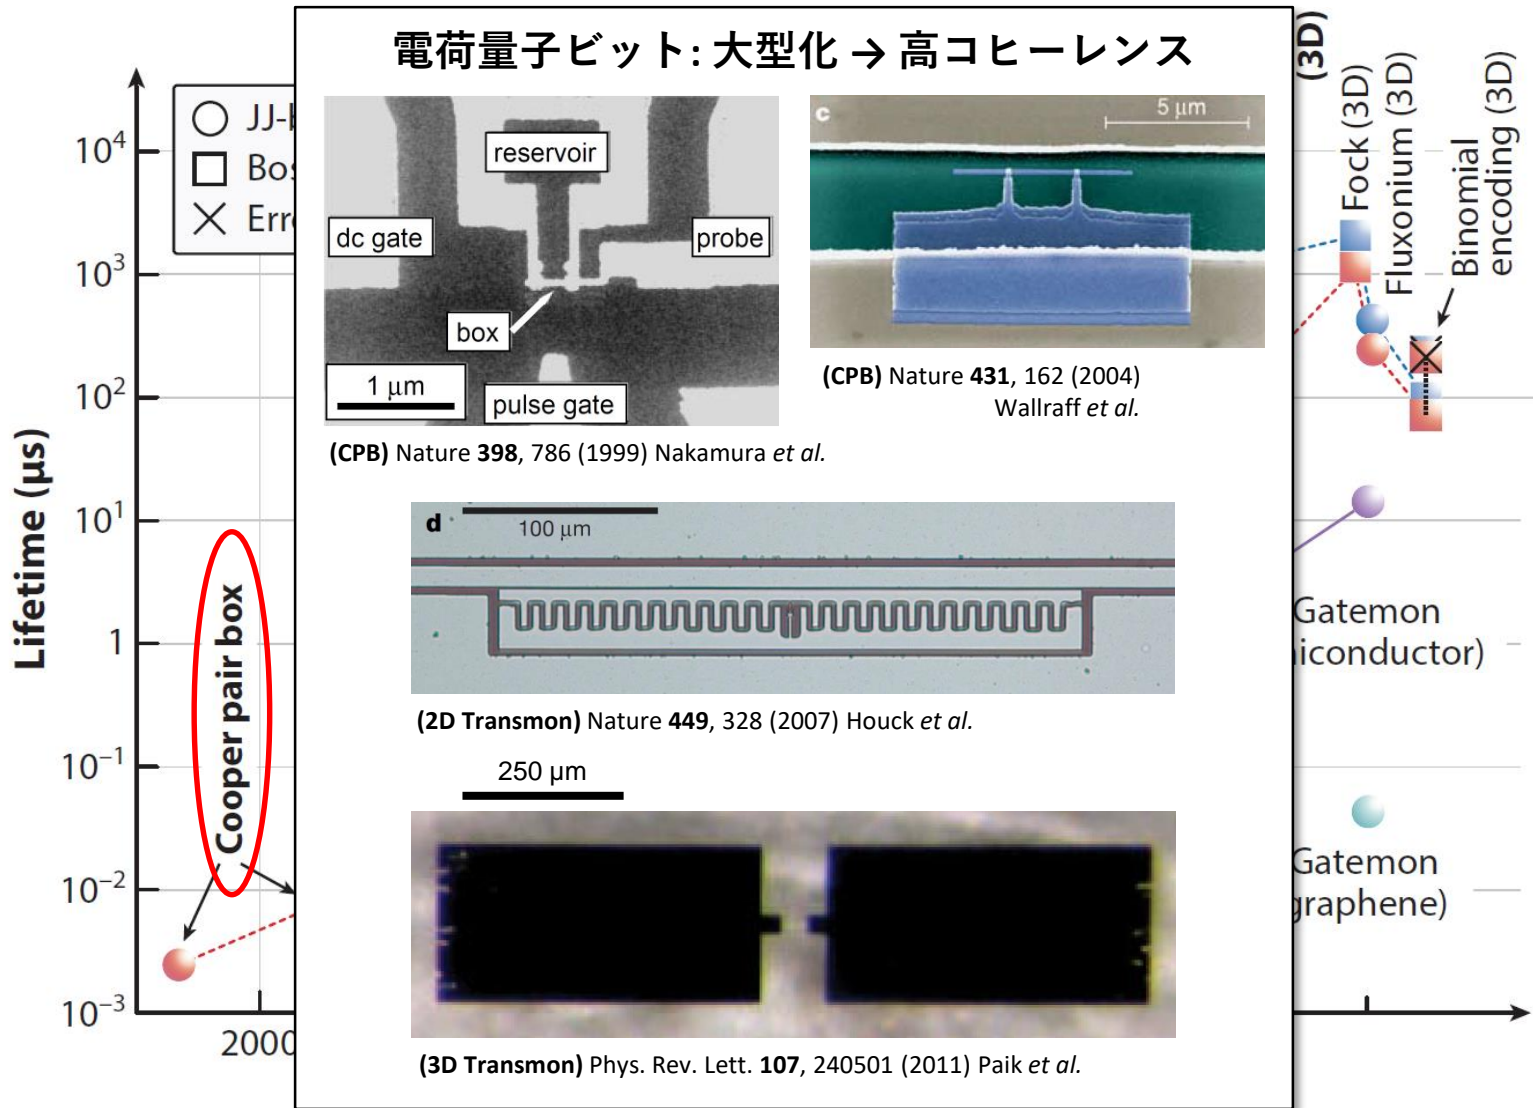 電荷量子ビット: 大型化 → 高コヒーレンス
reservoir
dc gate
probe
box
1 μm
pulse gate
(CPB) Nature 398, 786 (1999) Nakamura et al.
c
5 μm
(CPB) Nature 431, 162 (2004)
Wallraff et al.
d
100 μm
(2D Transmon) Nature 449, 328 (2007) Houck et al.
250 μm
(3D Transmon) Phys. Rev. Lett. 107, 240501 (2011) Paik et al.
Lifetime (μs)
10⁴
10³
10²
10¹
1
10⁻¹
10⁻²
10⁻³
2000
Cooper pair box
(3D)
Fock (3D)
Fluxonium (3D)
Binomial
encoding (3D)
Gatemon
iconductor)
Gatemon
graphene)